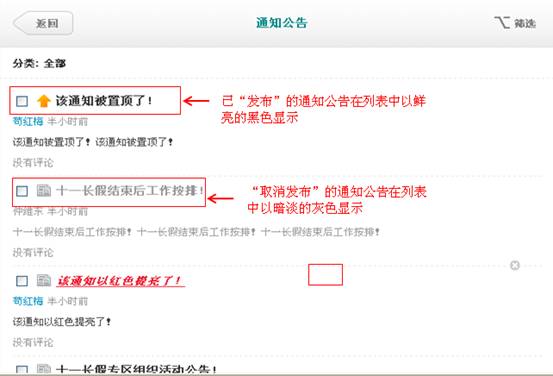 返回
通知公告
筛选
分类: 全部
该通知被置顶了!
己“发布”的通知公告在列表中以鲜
亮的黑色显示
苟红梅 半小时前
该通知被置顶了! 该通知被置顶了!
没有评论
十一长假结束后工作按排!
“取消发布”的通知公告在列表
中以暗淡的灰色显示
仲维东 半小时前
十一长假结束后工作按排! 十一长假结束后工作按排! 十一长假结束后工作按排!
没有评论
该通知以红色提亮了!
苟红梅 半小时前
该通知以红色提亮了!
没有评论
十一长假专区组织活动公告!